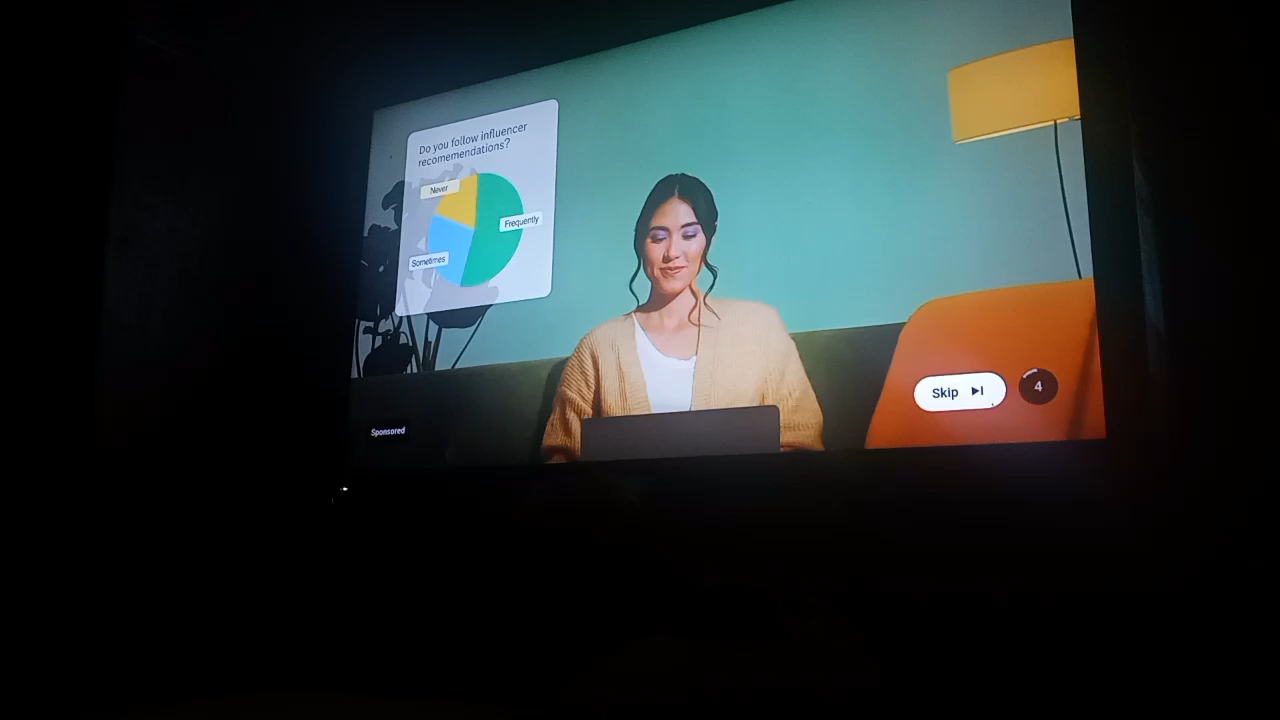 Do you follow influencer
recomemendations?
Never
Frequently
Sometimes
Skip
4
Sponsored